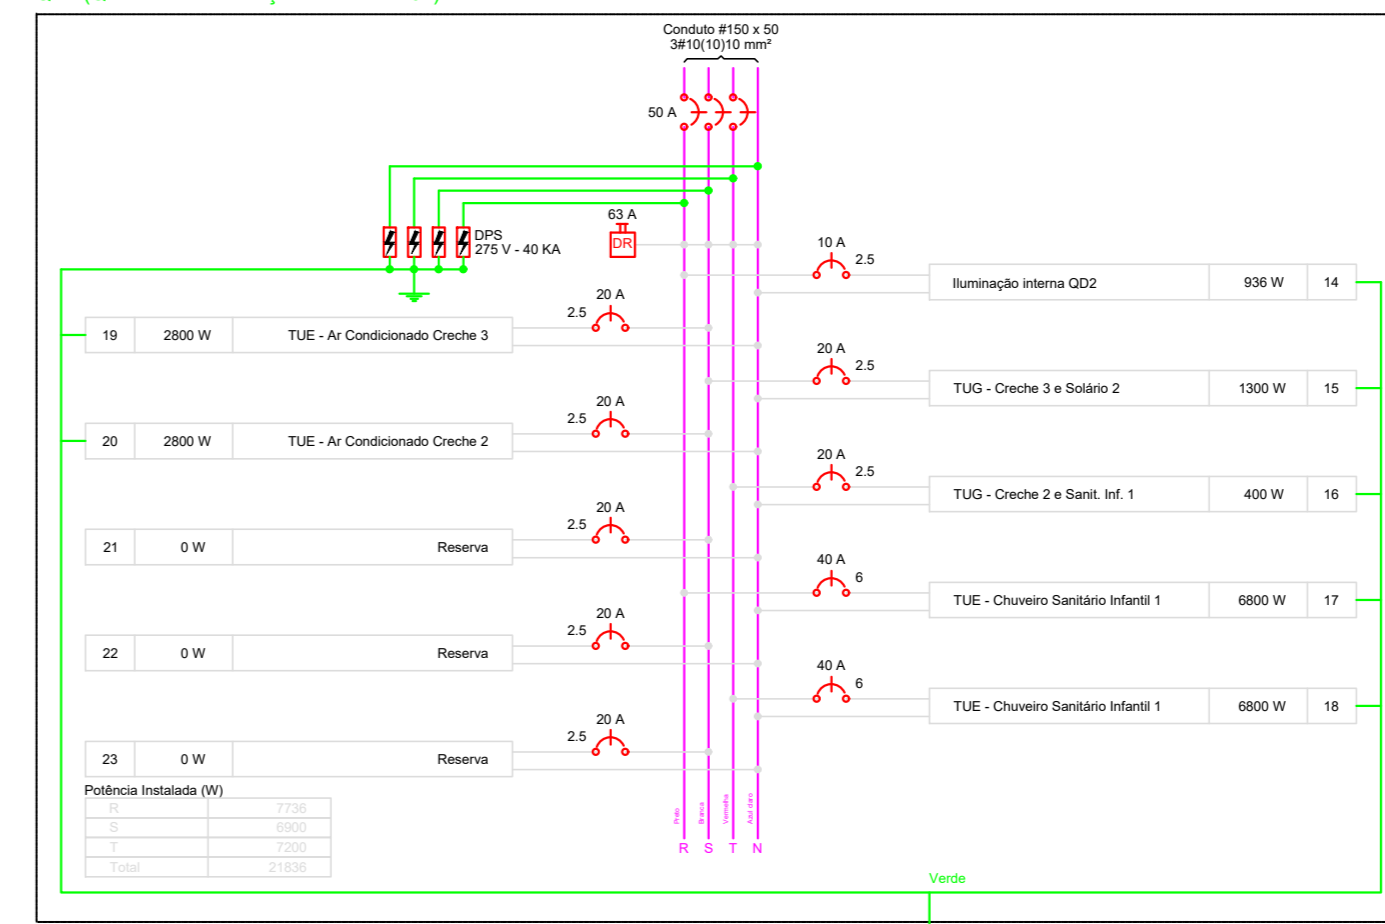 Conduto #150 x 50
3#10(10)10 mm²
50 A
DPS
275 V - 40 KA
63 A
DR
10 A
2.5
Iluminação interna QD2 936 W 14
20 A
2.5
19 2800 W TUE - Ar Condicionado Creche 3
20 A
2.5
TUG - Creche 3 e Solário 2 1300 W 15
20 A
2.5
20 2800 W TUE - Ar Condicionado Creche 2
20 A
2.5
TUG - Creche 2 e Sanit. Inf. 1 400 W 16
20 A
2.5
21 0 W Reserva
40 A
6
TUE - Chuveiro Sanitário Infantil 1 6800 W 17
20 A
2.5
22 0 W Reserva
40 A
6
TUE - Chuveiro Sanitário Infantil 1 6800 W 18
20 A
2.5
23 0 W Reserva
Potência Instalada (W)
R 7736
S 6900
T 7200
Total 21836
Preto
Branca
Vermelha
Azul claro
R S T N
Verde